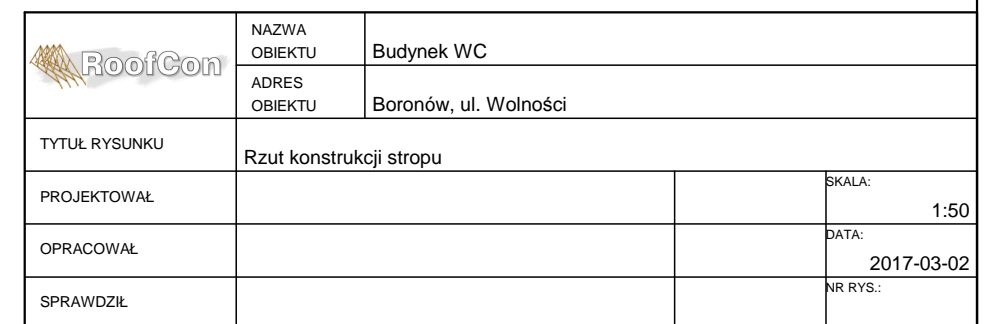 RoofCon
NAZWA
OBIEKTU
Budynek WC
ADRES
OBIEKTU
Boronów, ul. Wolności
TYTUŁ RYSUNKU
Rzut konstrukcji stropu
PROJEKTOWAŁ
SKALA:
1:50
OPRACOWAŁ
DATA:
2017-03-02
SPRAWDZIŁ
NR RYS.: